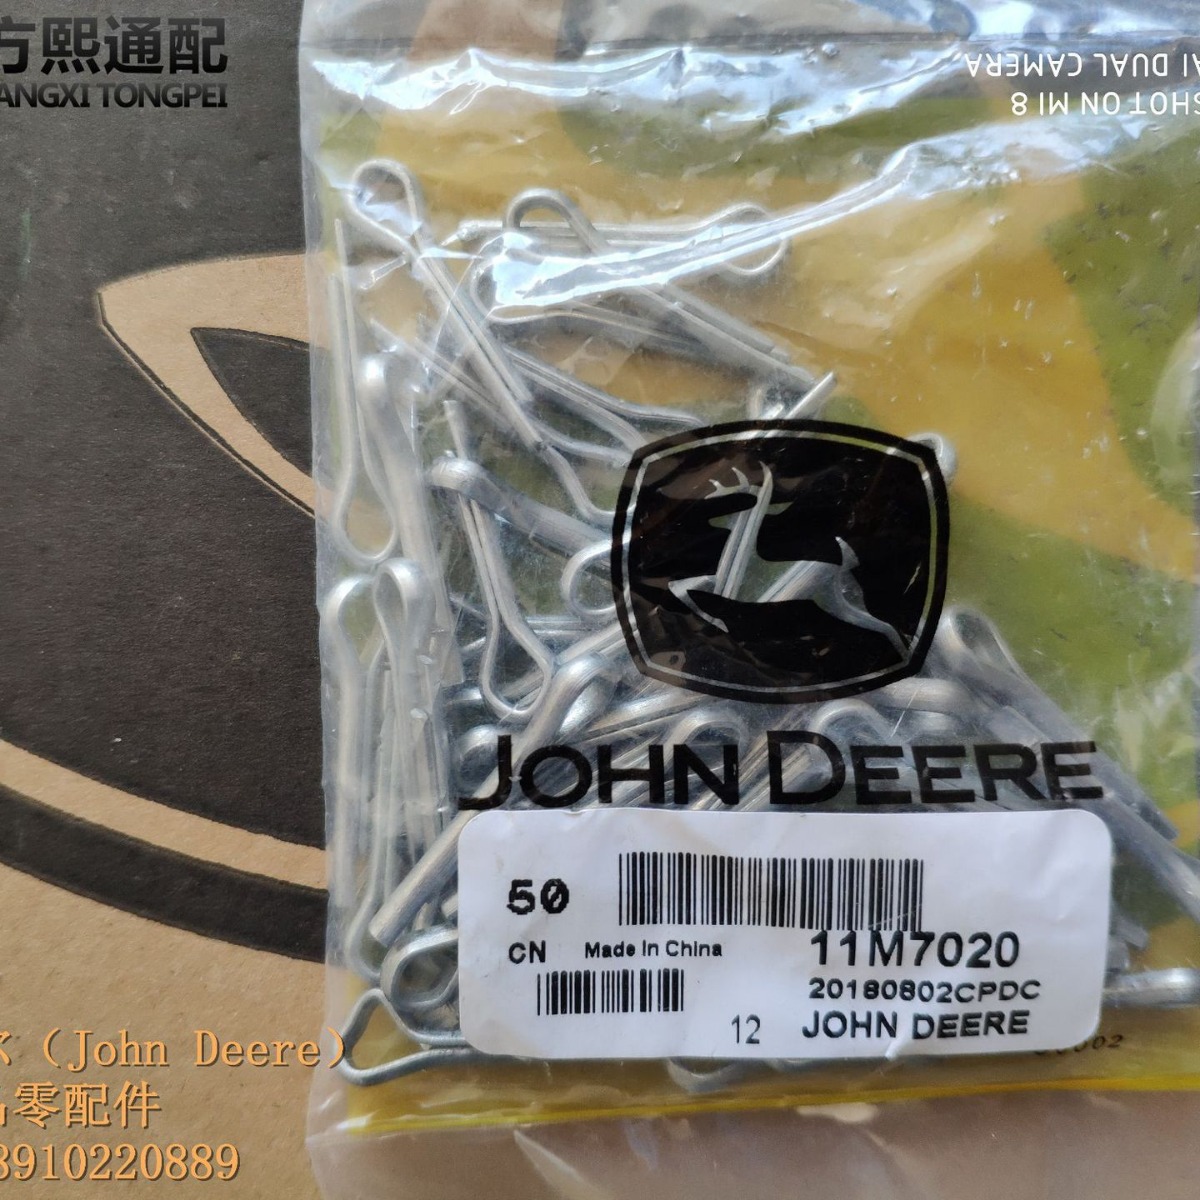 方熙通配
ANGXI TONGPEI
SHOT ON MI 8
AI DUAL CAMERA
JOHN DEERE
50
CN
Made In China
11M7020
20180802CPDC
12
JOHN DEERE
（John Deere）
零配件
8910220889